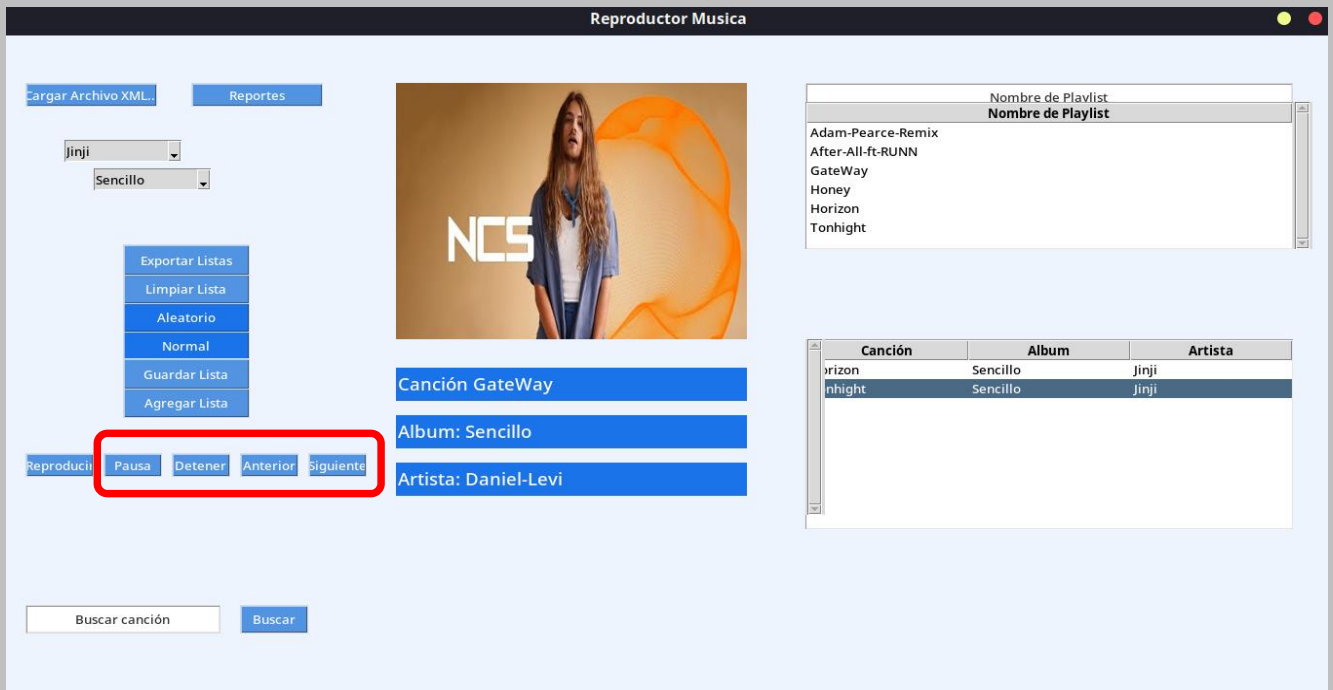 Reproductor Musica
Cargar Archivo XML..
Reportes
Jinji
Sencillo
Exportar Listas
Limpiar Lista
Aleatorio
Normal
Guardar Lista
Agregar Lista
Reproducir Pausa Detener Anterior Siguiente
Buscar canción
Buscar
NCS
Canción GateWay
Album: Sencillo
Artista: Daniel-Levi
Nombre de Playlist
Nombre de Playlist
Adam-Pearce-Remix
After-All-ft-RUNN
GateWay
Honey
Horizon
Tonhight
Canción Album Artista
orizon Sencillo Jinji
nhight Sencillo Jinji